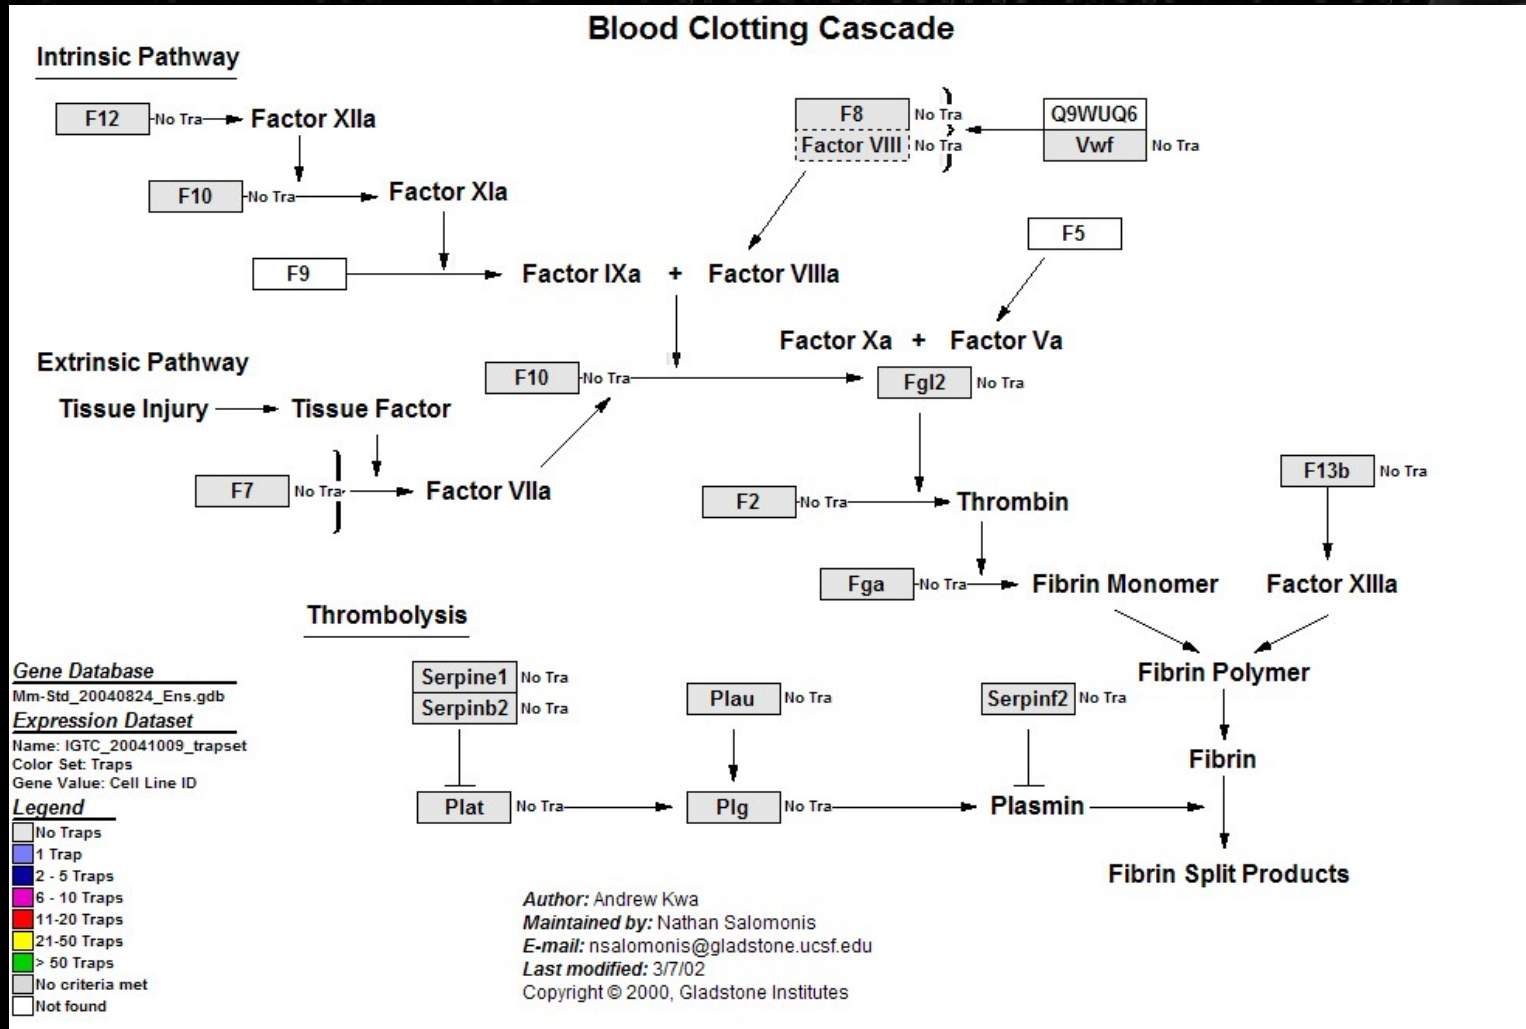 Blood Clotting Cascade
Intrinsic Pathway
F12 No Tra Factor XIIa
F8 No Tra
Factor VIII No Tra
Q9WUQ6
Vwf No Tra
F10 No Tra Factor XIa
F5
F9 Factor IXa + Factor VIIIa
Factor Xa + Factor Va
Extrinsic Pathway
F10 No Tra Fgl2 No Tra
Tissue Injury Tissue Factor
F7 No Tra Factor VIIa
F13b No Tra
F2 No Tra Thrombin
Fga No Tra Fibrin Monomer Factor XIIIa
Thrombolysis
Fibrin Polymer
Serpine1 No Tra
Serpinb2 No Tra
Plau No Tra
Serpinf2 No Tra
Fibrin
Plat No Tra Plg No Tra Plasmin
Fibrin Split Products
Gene Database
Mm-Std_20040824_Ens.gdb
Expression Dataset
Name: IGTC_20041009_trapset
Color Set: Traps
Gene Value: Cell Line ID
Legend
No Traps
1 Trap
2 - 5 Traps
6 - 10 Traps
11-20 Traps
21-50 Traps
> 50 Traps
No criteria met
Not found
Author: Andrew Kwa
Maintained by: Nathan Salomonis
E-mail: nsalomonis@gladstone.ucsf.edu
Last modified: 3/7/02
Copyright © 2000, Gladstone Institutes